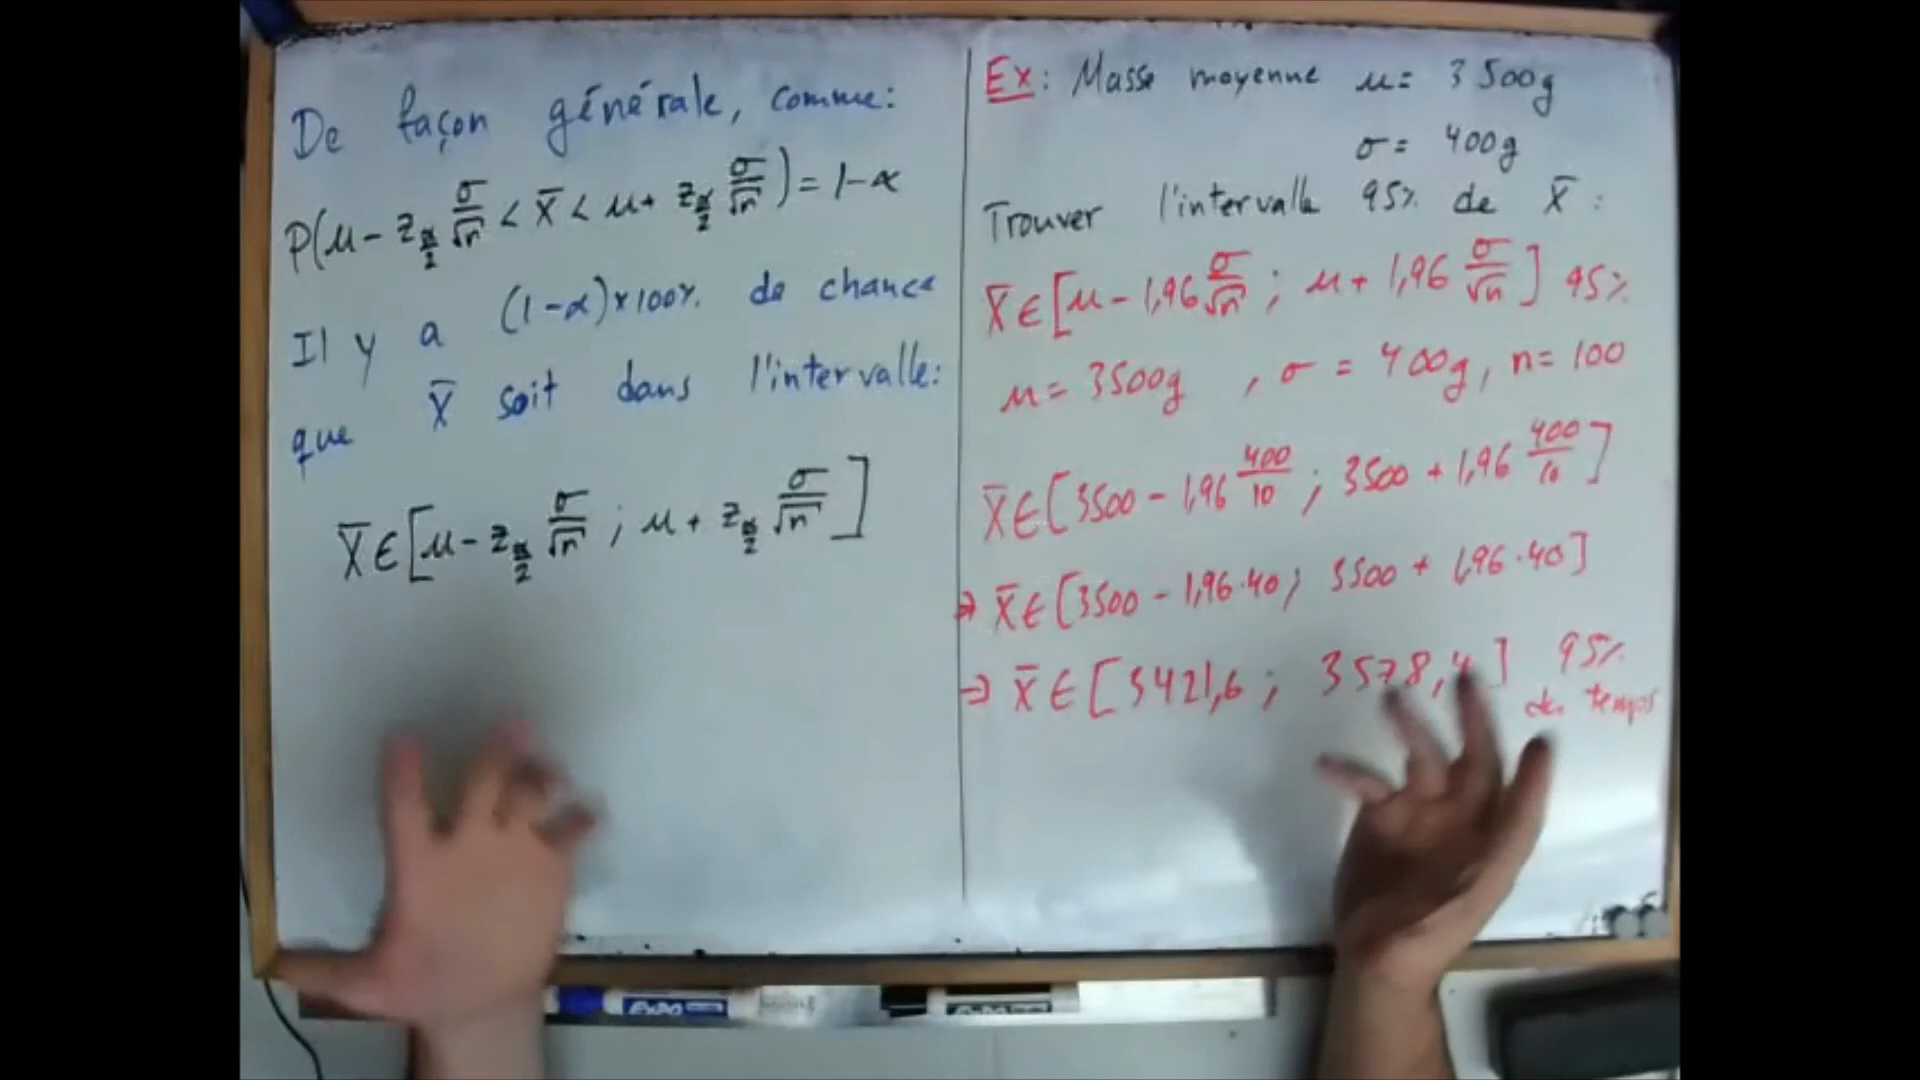 De façon générale, comme:
P(μ - z_{α/2} σ/√n < X̄ < μ + z_{α/2} σ/√n) = 1-α
Il y a (1-α)×100% de chance
que X̄ soit dans l'intervalle:
X̄ ∈ [μ - z_{α/2} σ/√n ; μ + z_{α/2} σ/√n]
Ex: Masse moyenne μ = 3500g
σ = 400g
Trouver l'intervalle 95% de X̄ :
X̄ ∈ [μ - 1,96 σ/√n ; μ + 1,96 σ/√n] 95%
μ = 3500g , σ = 400g, n = 100
X̄ ∈ [3500 - 1,96 400/10 ; 3500 + 1,96 400/10]
⇒ X̄ ∈ [3500 - 1,96·40 ; 3500 + 1,96·40]
⇒ X̄ ∈ [3421,6 ; 3578,4] 95%
du temps
EXPO
EXPO